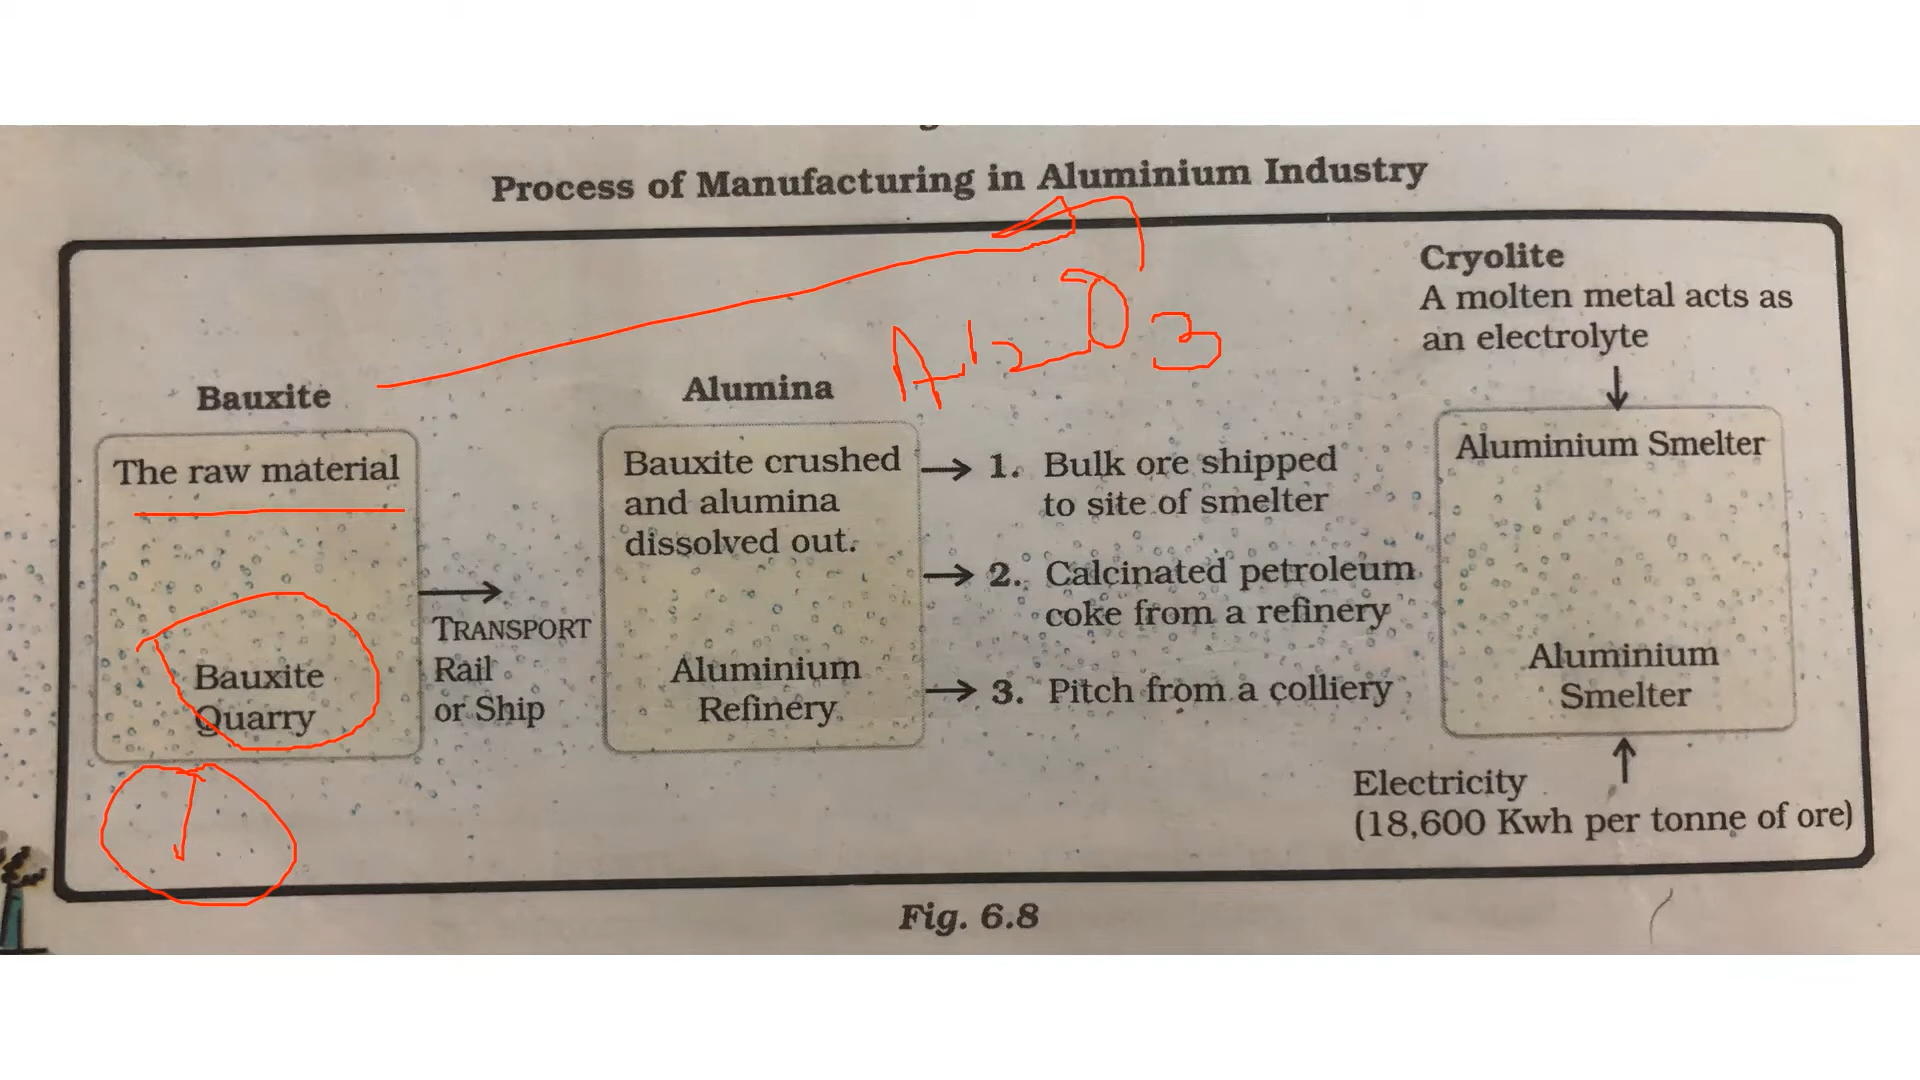 Process of Manufacturing in Aluminium Industry
Cryolite
A molten metal acts as
an electrolyte
Al2O3
Bauxite
Alumina
The raw material
Bauxite
Quarry
TRANSPORT
Rail
or Ship
Bauxite crushed
and alumina
dissolved out.
Aluminium
Refinery
1. Bulk ore shipped
to site of smelter
2. Calcinated petroleum
coke from a refinery
3. Pitch from a colliery
Aluminium Smelter
Aluminium
Smelter
Electricity
(18,600 Kwh per tonne of ore)
1
Fig. 6.8